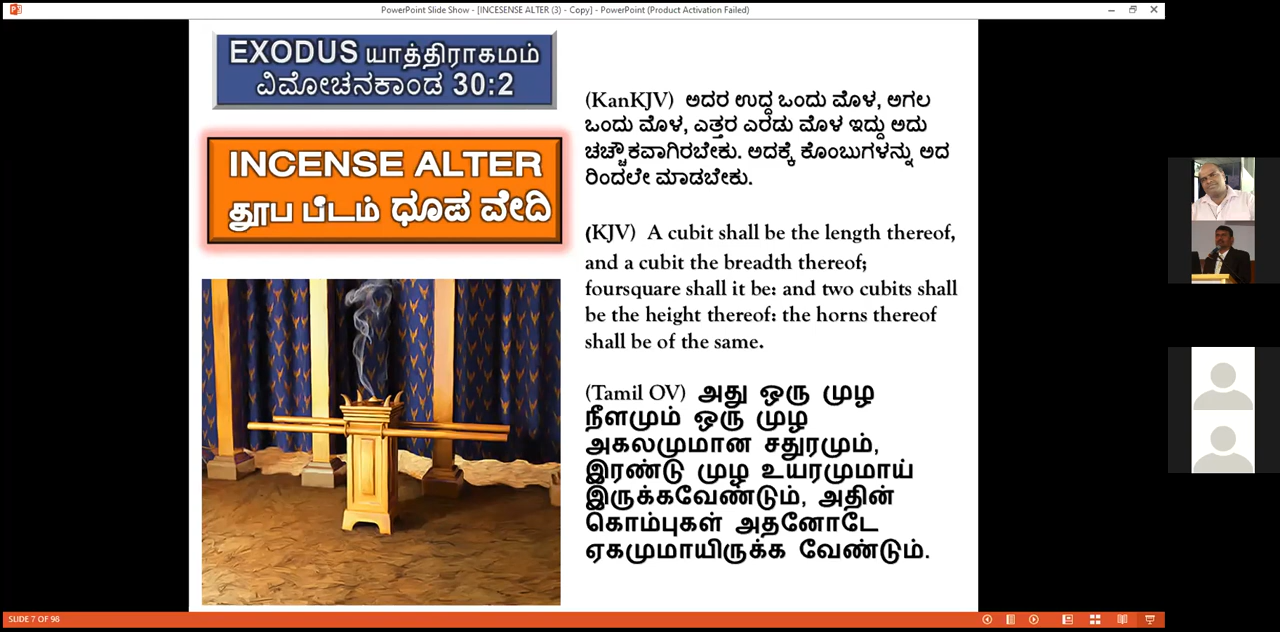 PowerPoint Slide Show - [INCESENSE ALTER (3) - Copy] - PowerPoint (Product Activation Failed)
EXODUS யாத்திராகமம்
ವಿಮೋಚನಕಾಂಡ 30:2
INCENSE ALTER
தூப பீடம் ಧೂಪ ವೇದಿ
(KanKJV) ಅದರ ಉದ್ದ ಒಂದು ಮೊಳ, ಅಗಲ
ಒಂದು ಮೊಳ, ಎತ್ತರ ಎರಡು ಮೊಳ ಇದ್ದು ಅದು
ಚಚ್ಚೌಕವಾಗಿರಬೇಕು. ಅದಕ್ಕೆ ಕೊಂಬುಗಳನ್ನು ಅದ
ರಿಂದಲೇ ಮಾಡಬೇಕು.
(KJV) A cubit shall be the length thereof,
and a cubit the breadth thereof;
foursquare shall it be: and two cubits shall
be the height thereof: the horns thereof
shall be of the same.
(Tamil OV) அது ஒரு முழ
நீளமும் ஒரு முழ
அகலமுமான சதுரமும்,
இரண்டு முழ உயரமுமாய்
இருக்கவேண்டும், அதின்
கொம்புகள் அதனோடே
ஏகமுமாயிருக்க வேண்டும்.
SLIDE 7 OF 98